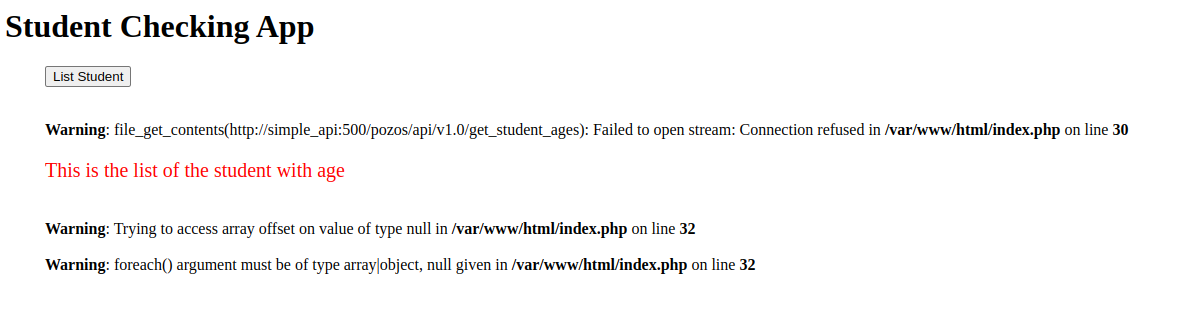 Student Checking App
List Student
Warning: file_get_contents(http://simple_api:500/pozos/api/v1.0/get_student_ages): Failed to open stream: Connection refused in /var/www/html/index.php on line 30
This is the list of the student with age
Warning: Trying to access array offset on value of type null in /var/www/html/index.php on line 32
Warning: foreach() argument must be of type array|object, null given in /var/www/html/index.php on line 32